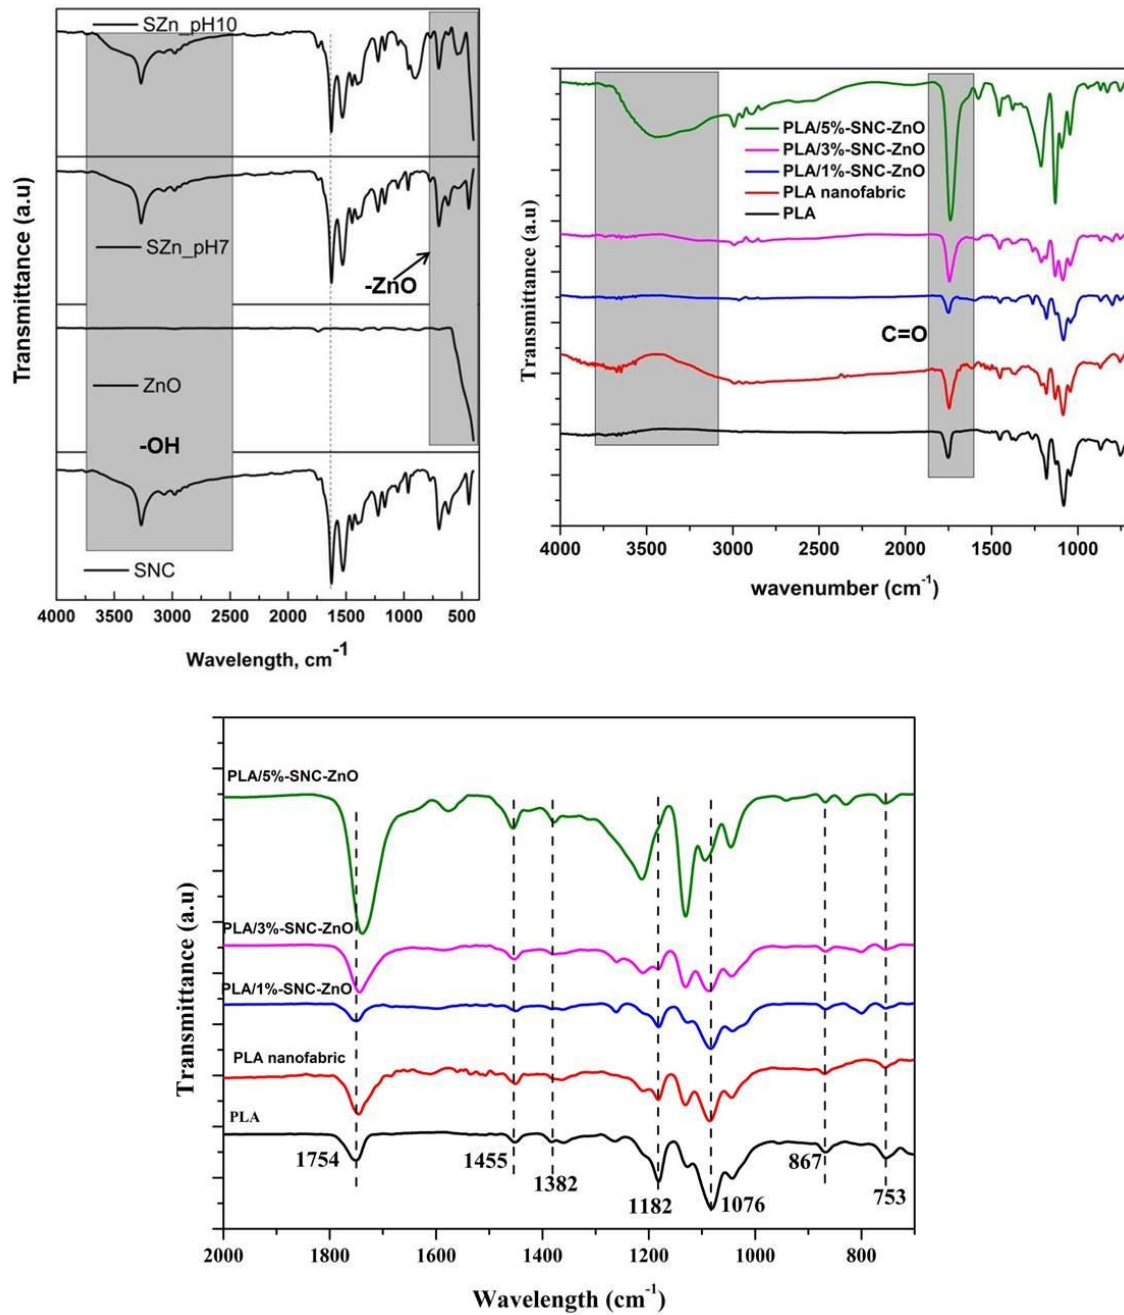 SZn_pH10
SZn_pH7
-ZnO
ZnO
-OH
SNC
Transmittance (a.u)
4000 3500 3000 2500 2000 1500 1000 500
Wavelength, cm-1
PLA/5%-SNC-ZnO
PLA/3%-SNC-ZnO
PLA/1%-SNC-ZnO
PLA nanofabric
PLA
C=O
Transmittance (a.u)
4000 3500 3000 2500 2000 1500 1000
wavenumber (cm-1)
PLA/5%-SNC-ZnO
PLA/3%-SNC-ZnO
PLA/1%-SNC-ZnO
PLA nanofabric
PLA
1754 1455 1382 1182 1076 867 753
Transmittance (a.u)
2000 1800 1600 1400 1200 1000 800
Wavelength (cm-1)